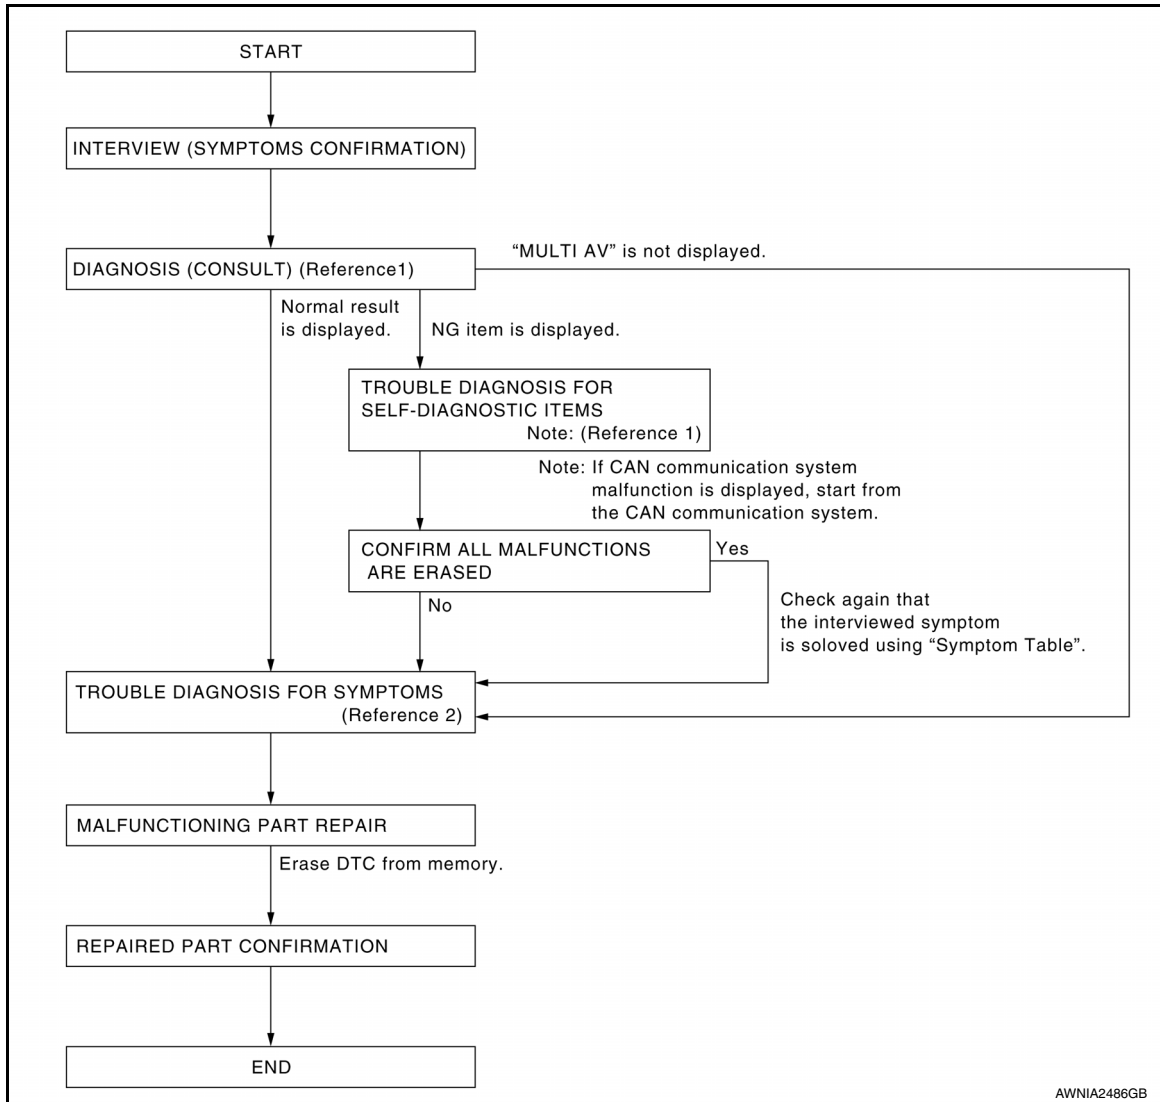 START
INTERVIEW (SYMPTOMS CONFIRMATION)
DIAGNOSIS (CONSULT) (Reference1)
“MULTI AV” is not displayed.
Normal result
is displayed.
NG item is displayed.
TROUBLE DIAGNOSIS FOR
SELF-DIAGNOSTIC ITEMS
Note: (Reference 1)
Note: If CAN communication system
malfunction is displayed, start from
the CAN communication system.
CONFIRM ALL MALFUNCTIONS
ARE ERASED
Yes
No
Check again that
the interviewed symptom
is soloved using “Symptom Table”.
TROUBLE DIAGNOSIS FOR SYMPTOMS
(Reference 2)
MALFUNCTIONING PART REPAIR
Erase DTC from memory.
REPAIRED PART CONFIRMATION
END
AWNIA2486GB